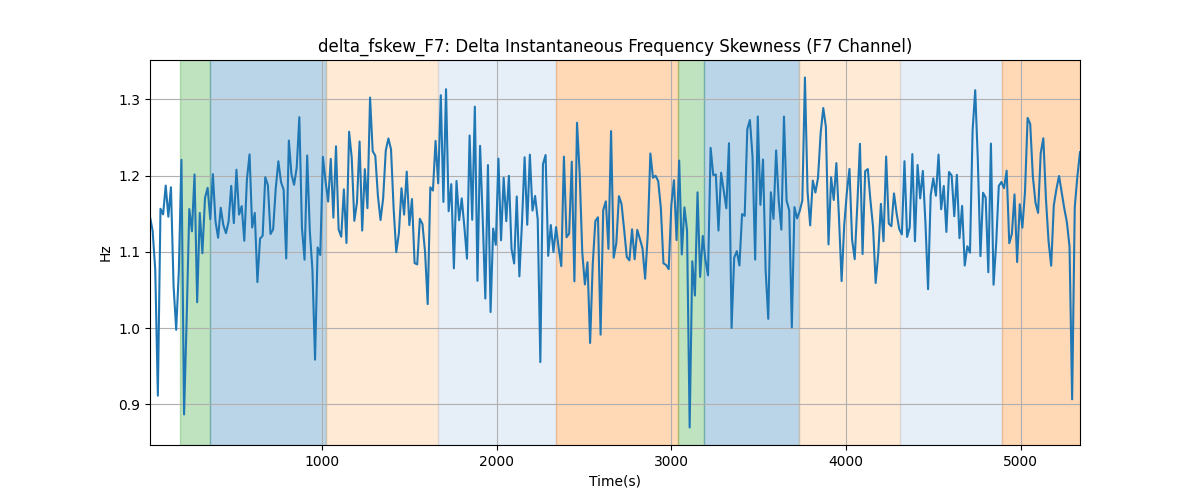 delta_fskew_F7: Delta Instantaneous Frequency Skewness (F7 Channel)
Hz
1.3
1.2
1.1
1.0
0.9
1000 2000 3000 4000 5000
Time(s)